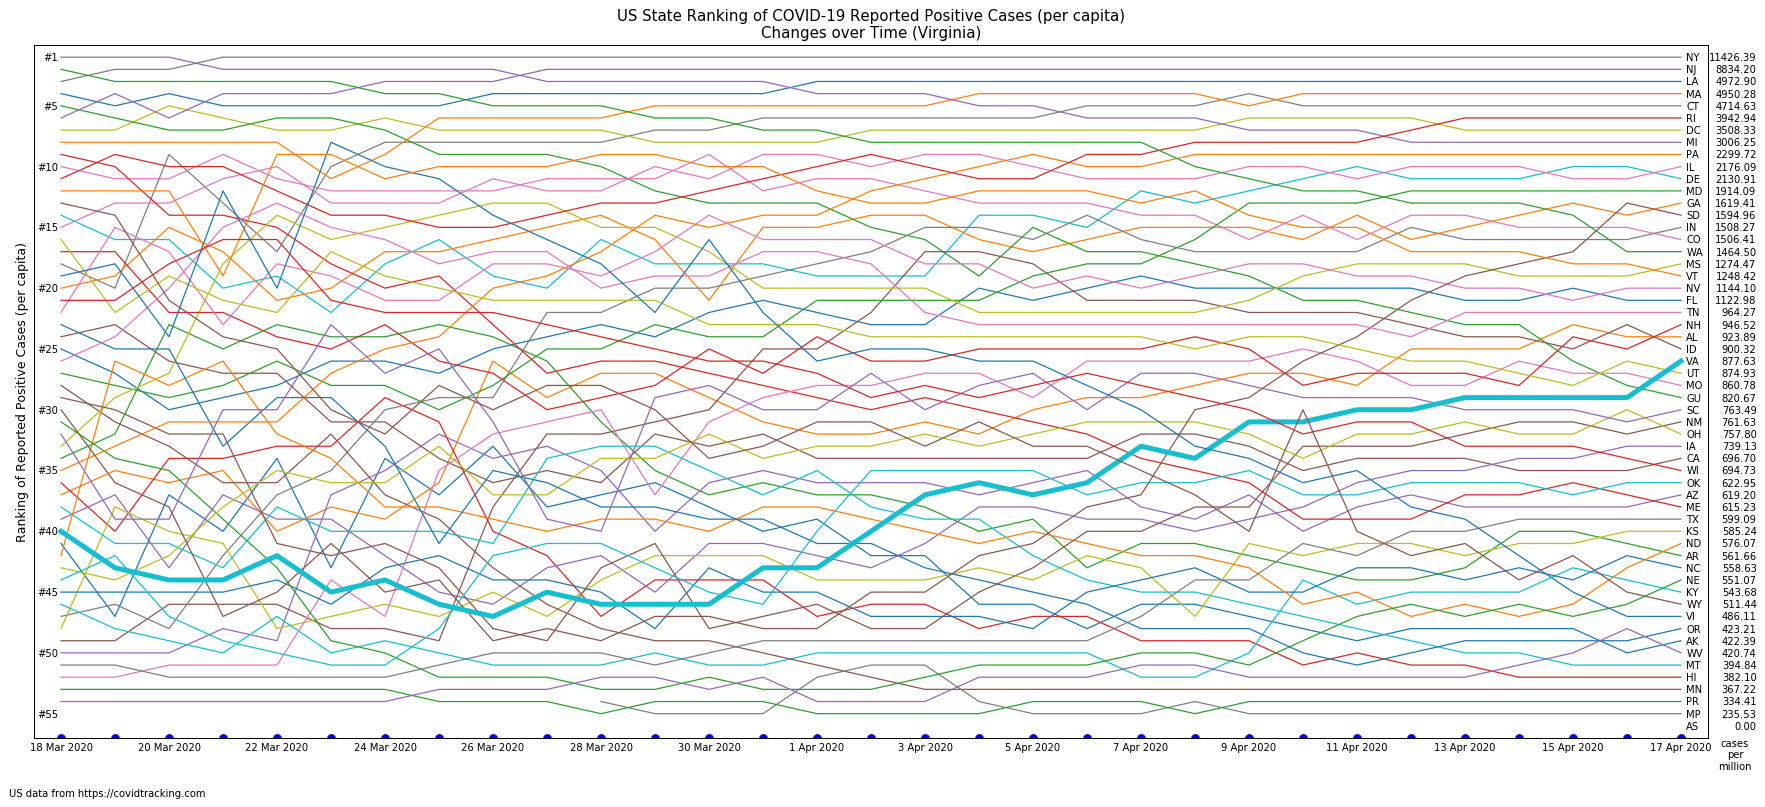 US State Ranking of COVID-19 Reported Positive Cases (per capita)
Changes over Time (Virginia)
Ranking of Reported Positive Cases (per capita)
#1
#5
#10
#15
#20
#25
#30
#35
#40
#45
#50
#55
NY 11426.39
NJ 8834.20
LA 4972.90
MA 4950.28
CT 4714.63
RI 3942.94
DC 3508.33
MI 3006.25
PA 2299.72
IL 2176.09
DE 2130.91
MD 1914.09
GA 1619.41
SD 1594.96
IN 1508.27
CO 1506.41
WA 1464.50
MS 1274.47
VT 1248.42
NV 1144.10
FL 1122.98
TN 964.27
NH 946.52
AL 923.89
ID 900.32
VA 877.63
UT 874.93
MO 860.78
GU 820.67
SC 763.49
NM 761.63
OH 757.80
IA 739.13
CA 696.70
WI 694.73
OK 622.95
AZ 619.20
ME 615.23
TX 599.09
KS 585.24
ND 576.07
AR 561.66
NC 558.63
NE 551.07
KY 543.68
WY 511.44
VI 486.11
OR 423.21
AK 422.39
WV 420.74
MT 394.84
HI 382.10
MN 367.22
PR 334.41
MP 235.53
AS 0.00
18 Mar 2020 20 Mar 2020 22 Mar 2020 24 Mar 2020 26 Mar 2020 28 Mar 2020 30 Mar 2020 1 Apr 2020 3 Apr 2020 5 Apr 2020 7 Apr 2020 9 Apr 2020 11 Apr 2020 13 Apr 2020 15 Apr 2020 17 Apr 2020
cases
per
million
US data from https://covidtracking.com